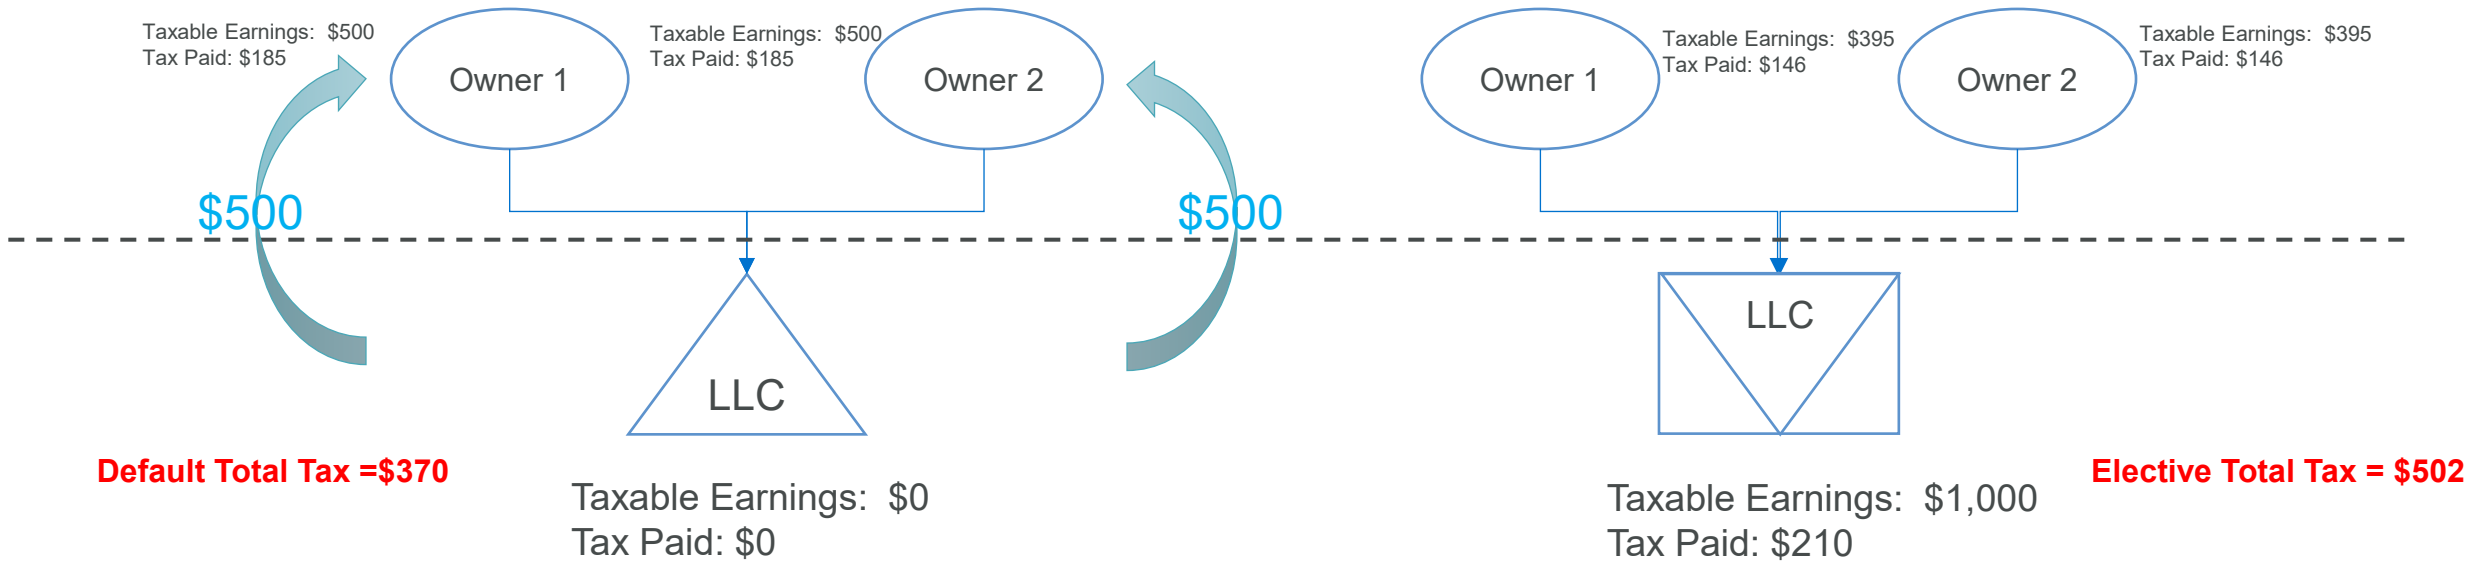 Taxable Earnings:  $500
Tax Paid: $185
Owner 1
Taxable Earnings:  $500
Tax Paid: $185
Owner 2
$500
$500
LLC
Default Total Tax =$370
Taxable Earnings:  $0
Tax Paid: $0
Owner 1
Taxable Earnings:  $395
Tax Paid: $146
Owner 2
Taxable Earnings:  $395
Tax Paid: $146
LLC
Elective Total Tax = $502
Taxable Earnings:  $1,000
Tax Paid: $210